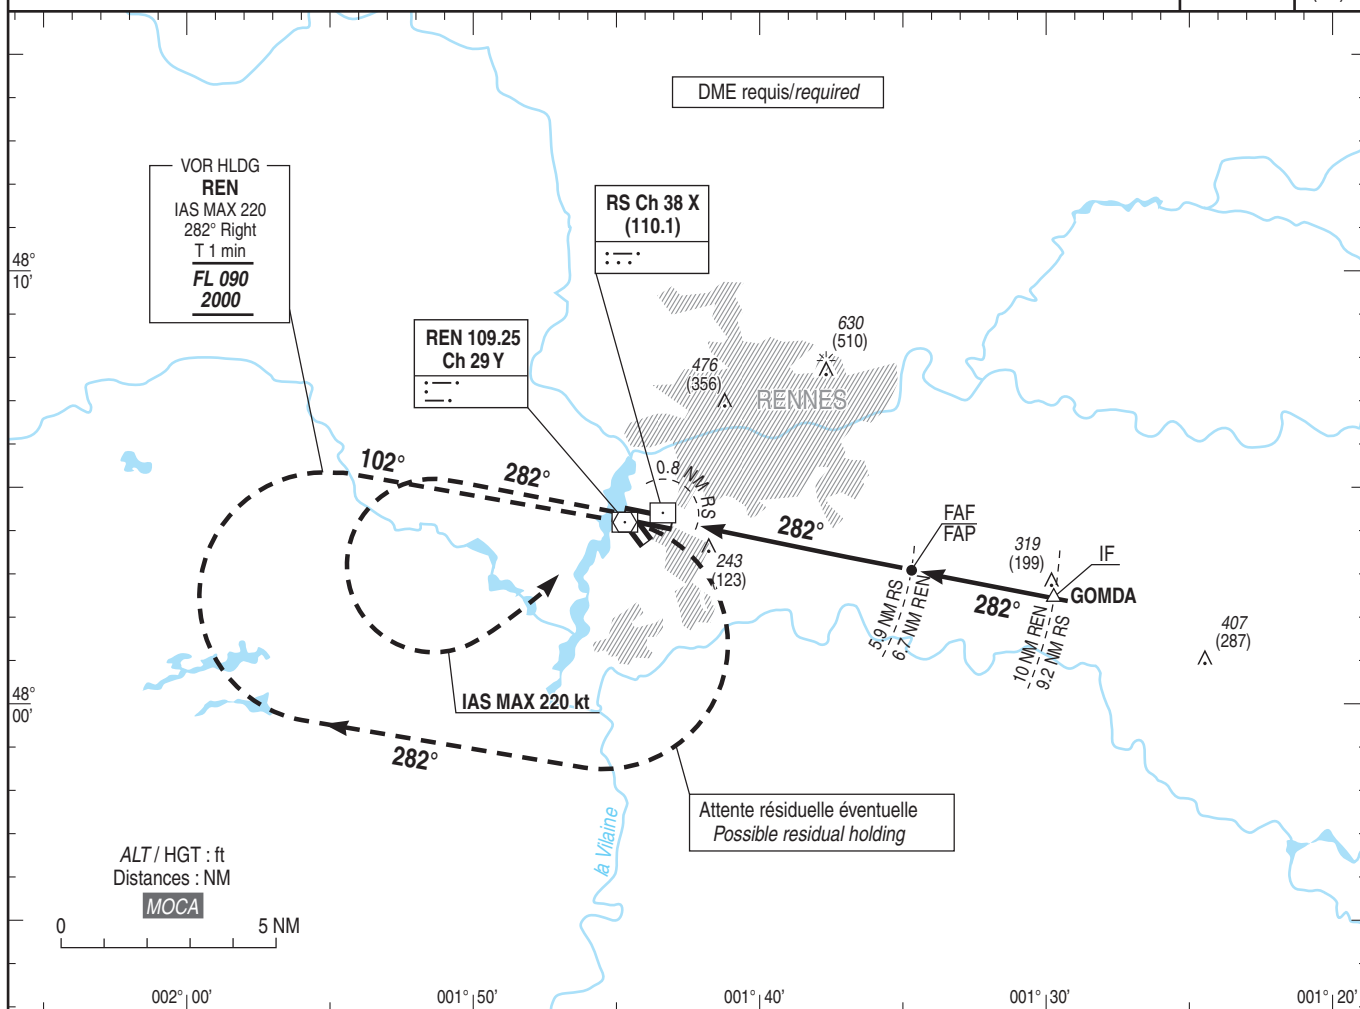 DME requis/required
VOR HLDG
REN
IAS MAX 220
282° Right
T 1 min
FL 090
2000
RS Ch 38 X
(110.1)
REN 109.25
Ch 29 Y
48°
10'
630
(510)
476
(356)
RENNES
102°
282°
0.8 NM RS
282°
FAF
FAP
319
(199)
IF
GOMDA
243
(123)
282°
5.9 NM RS
6.7 NM REN
10 NM REN
9.2 NM RS
407
(287)
48°
00'
IAS MAX 220 kt
282°
Attente résiduelle éventuelle
Possible residual holding
la Vilaine
ALT / HGT : ft
Distances : NM
MOCA
0 5 NM
002° 00' 001° 50' 001° 40' 001° 30' 001° 20'